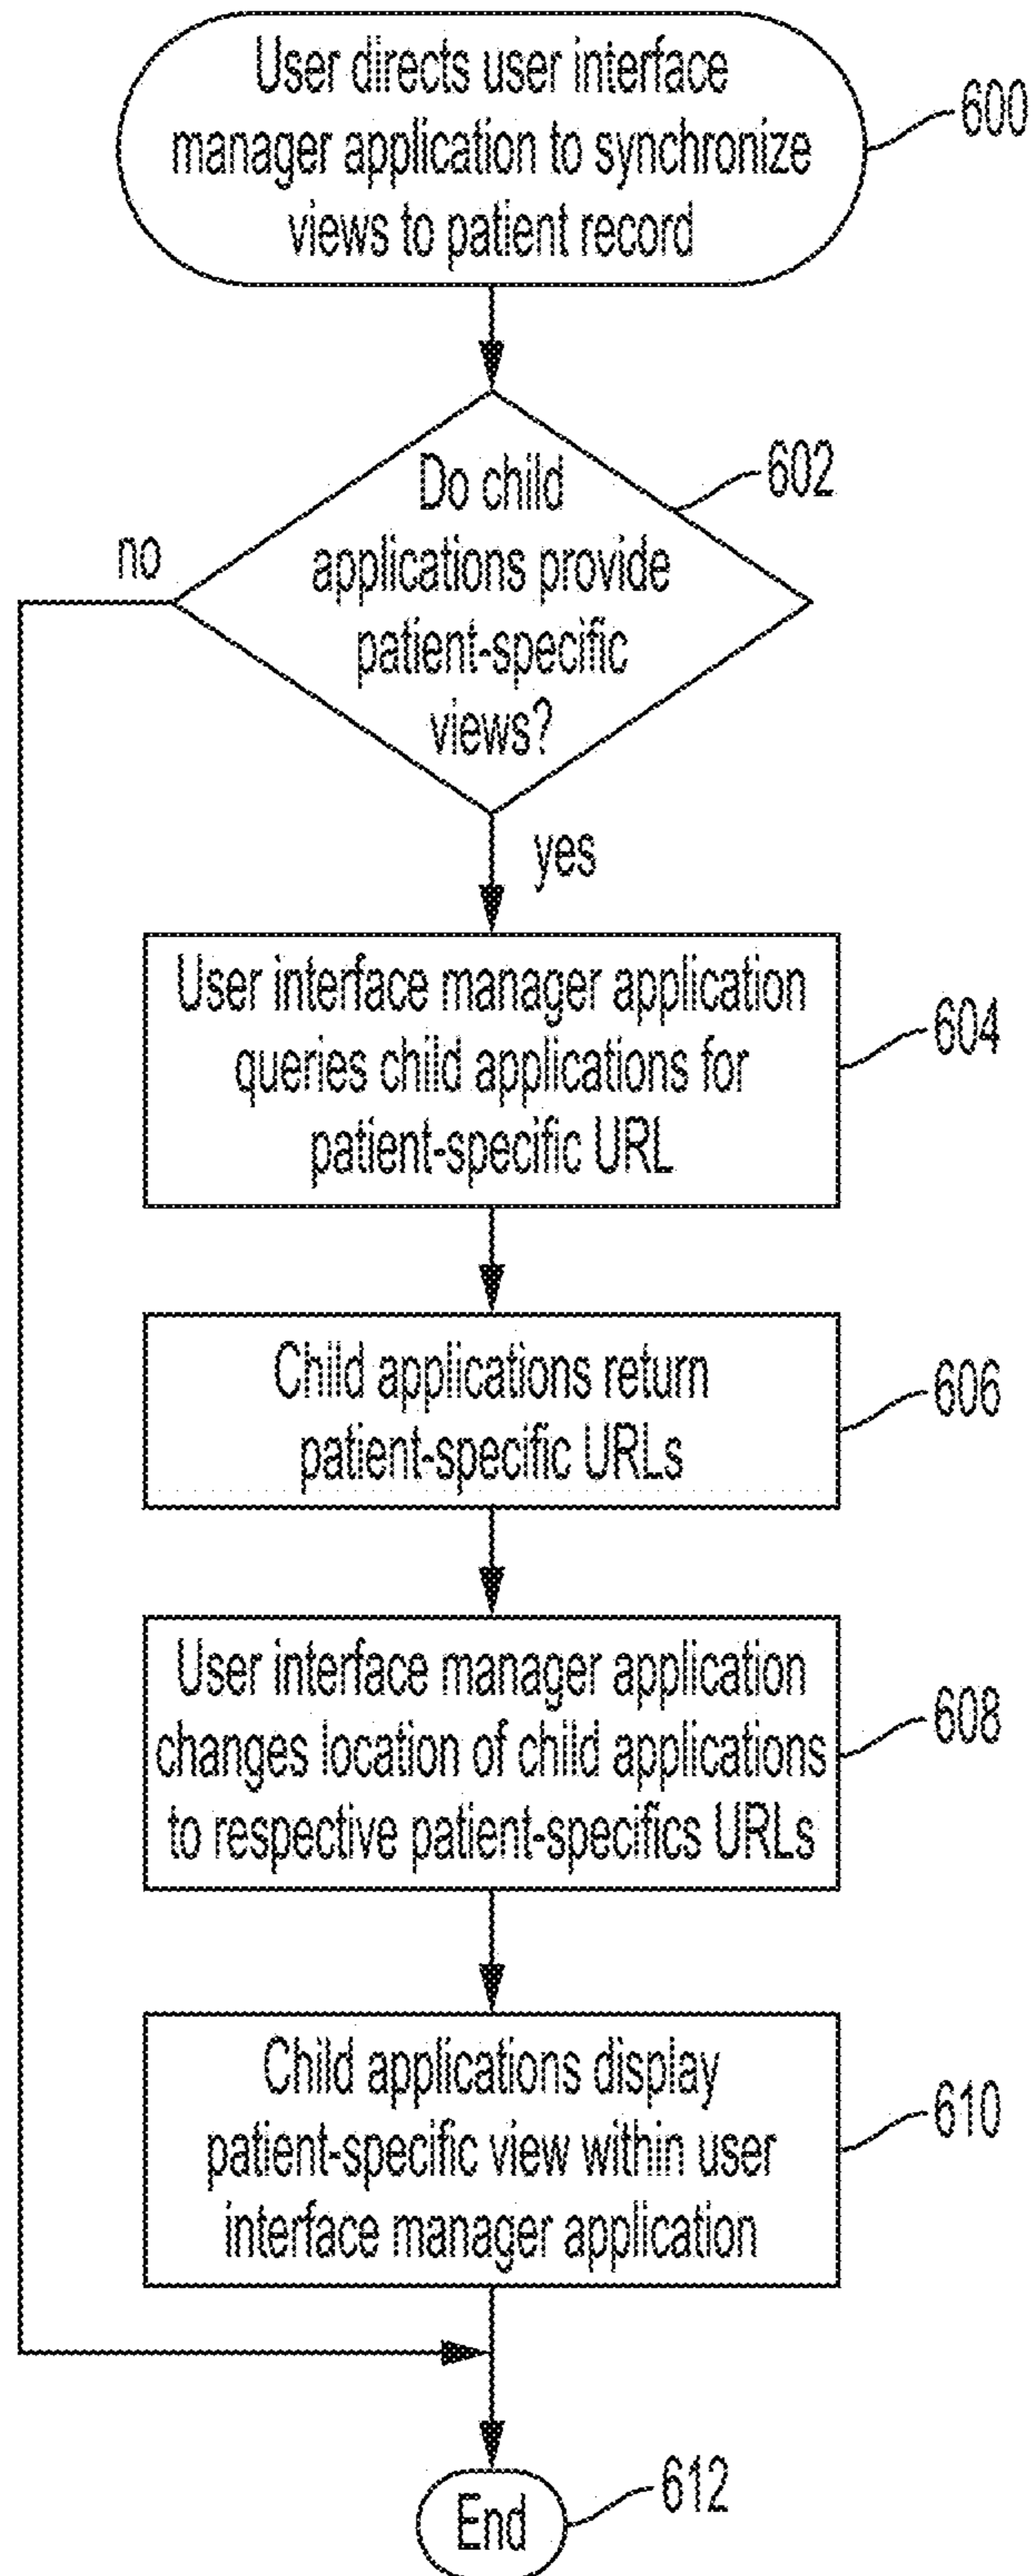 User directs user interface
manager application to synchronize
views to patient record
600
Do child
applications provide
patient-specific
views?
602
no
yes
User interface manager application
queries child applications for
patient-specific URL
604
Child applications return
patient-specific URLs
606
User interface manager application
changes location of child applications
to respective patient-specifics URLs
608
Child applications display
patient-specific view within user
interface manager application
610
End
612